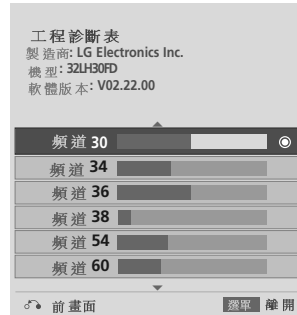 工程診斷表
製造商: LG Electronics Inc.
機型: 32LH30FD
軟體版本: V02.22.00
頻道 30
頻道 34
頻道 36
頻道 38
頻道 54
頻道 60
前畫面 選單 離開